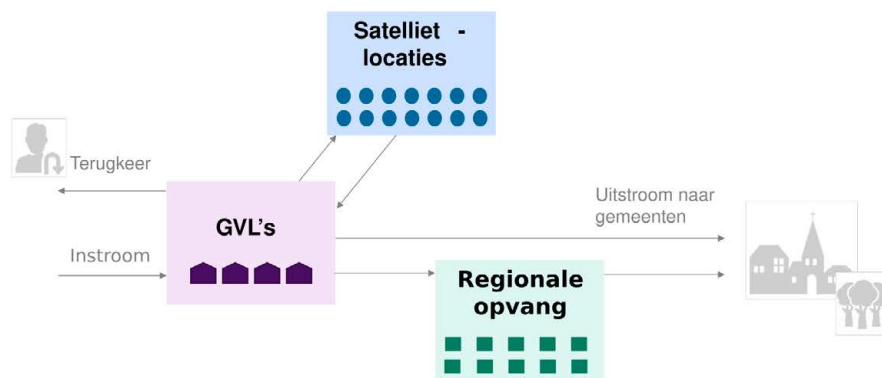 Satelliet -
locaties
Terugkeer
GVL's
Instroom
Uitstroom naar
gemeenten
Regionale
opvang